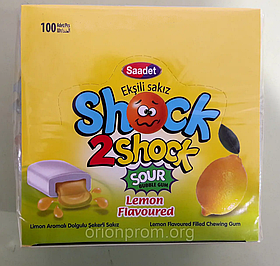 Saadet
100
Ekşili sakız
Shock
2Shock
SOUR
BUBBLE GUM
Lemon
Flavoured
Limon Aromalı Dolgulu Şekerli Sakız
Lemon Flavoured Filled Chewing Gum
orionprom.org